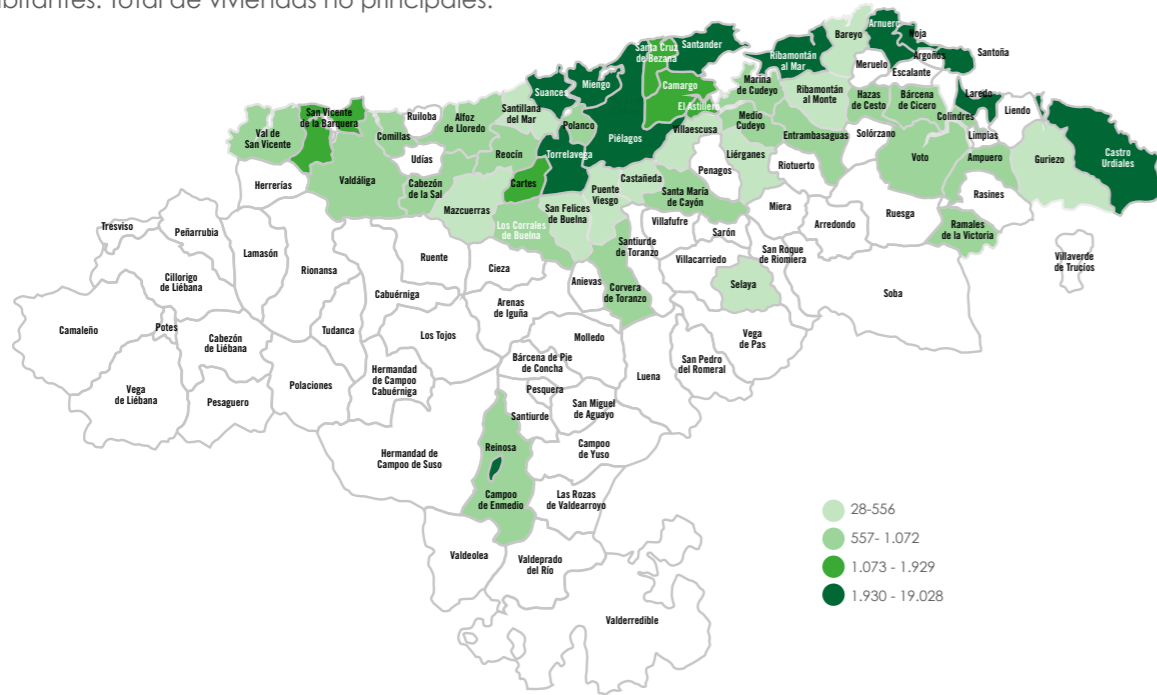 habitantes. Total de viviendas no principales.
Santa Cruz
de Bezana
Santander
Bareyo
Arnuero
Noja
Ribamontán
al Mar
Argoños
Santoña
Meruelo
Escalante
Suances
Miengo
Camargo
Marina
de Cudeyo
Ribamontán
al Monte
Hazas
de Cesto
Bárcena
de Cicero
Laredo
Liendo
San Vicente
de la Barquera
Ruiloba
Santillana
del Mar
El Astillero
Colindres
Val de
San Vicente
Comillas
Alfoz
de Lloredo
Polanco
Piélagos
Villaescusa
Medio
Cudeyo
Entrambasaguas
Solórzano
Limpias
Castro
Urdiales
Udías
Reocín
Torrelavega
Penagos
Liérganes
Riotuerto
Voto
Ampuero
Guriezo
Herrerías
Valdáliga
Cabezón
de la Sal
Cartes
Castañeda
Puente
Viesgo
Santa María
de Cayón
Rasines
Mazcuerras
San Felices
de Buelna
Miera
Ruesga
Los Corrales
de Buelna
Villafufre
Sarón
Arredondo
Ramales
de la Victoria
Tresviso
Peñarrubia
Lamasón
Rionansa
Ruente
Cieza
Santiurde
de Toranzo
Villacarriedo
San Roque
de Riomiera
Villaverde
de Trucíos
Cillorigo
de Liébana
Cabuérniga
Anievas
Corvera
de Toranzo
Selaya
Soba
Camaleño
Potes
Cabezón
de Liébana
Tudanca
Los Tojos
Arenas
de Iguña
Molledo
Vega
de Pas
Bárcena de Pie
de Concha
San Pedro
del Romeral
Vega
de Liébana
Pesaguero
Polaciones
Hermandad
de Campo
Cabuérniga
Pesquera
Luena
Santiurde
San Miguel
de Aguayo
Hermandad de
Campo de Suso
Reinosa
Campoo
de Yuso
Campoo
de Enmedio
Las Rozas
de Valdearroyo
Valdeolea
Valdeprado
del Río
Valderredible
28-556
557- 1.072
1.073 - 1.929
1.930 - 19.028